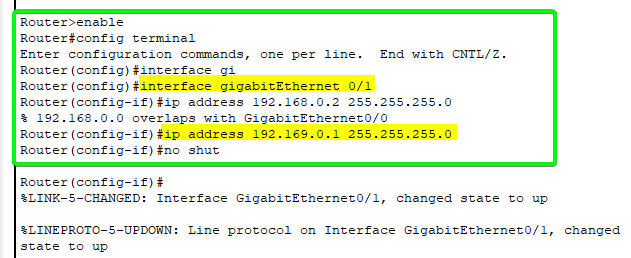 Router>enable
Router#config terminal
Enter configuration commands, one per line.  End with CNTL/Z.
Router(config)#interface gi
Router(config)#interface gigabitEthernet 0/1
Router(config-if)#ip address 192.168.0.2 255.255.255.0
% 192.168.0.0 overlaps with GigabitEthernet0/0
Router(config-if)#ip address 192.169.0.1 255.255.255.0
Router(config-if)#no shut
Router(config-if)#
%LINK-5-CHANGED: Interface GigabitEthernet0/1, changed state to up
%LINEPROTO-5-UPDOWN: Line protocol on Interface GigabitEthernet0/1, changed
state to up